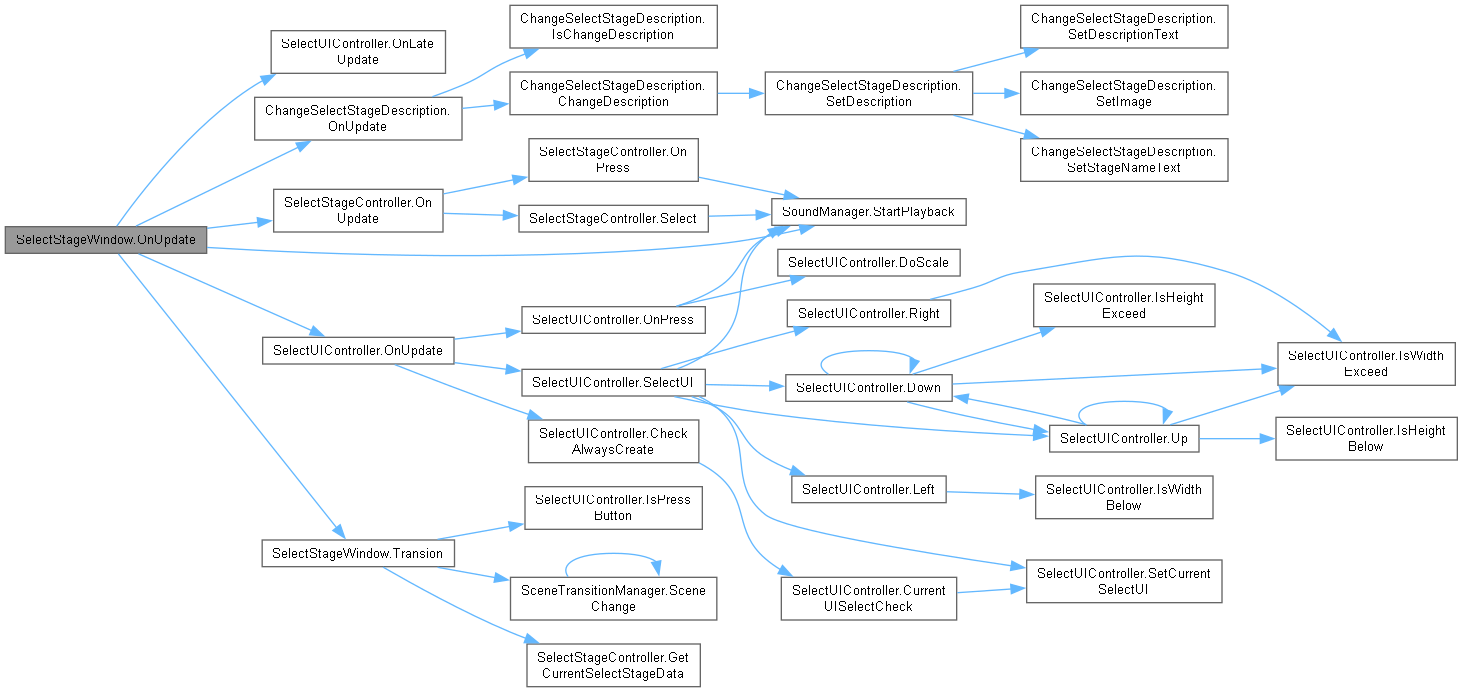 SelectStageWindow.OnUpdate
SelectUIController.OnLate
Update
ChangeSelectStageDescription.
OnUpdate
SelectStageController.On
Update
SelectUIController.OnUpdate
SelectStageWindow.Transion
ChangeSelectStageDescription.
IsChangeDescription
ChangeSelectStageDescription.
ChangeDescription
SelectStageController.On
Press
SelectStageController.Select
SelectUIController.OnPress
SelectUIController.SelectUI
SelectUIController.Check
AlwaysCreate
SelectUIController.IsPress
Button
SceneTransitionManager.Scene
Change
SelectStageController.Get
CurrentSelectStageData
ChangeSelectStageDescription.
SetDescription
SoundManager.StartPlayback
SelectUIController.DoScale
SelectUIController.Right
SelectUIController.Down
SelectUIController.Left
SelectUIController.Current
UISelectCheck
ChangeSelectStageDescription.
SetDescriptionText
ChangeSelectStageDescription.
SetImage
ChangeSelectStageDescription.
SetStageNameText
SelectUIController.IsHeight
Exceed
SelectUIController.Up
SelectUIController.IsWidth
Below
SelectUIController.SetCurrent
SelectUI
SelectUIController.IsWidth
Exceed
SelectUIController.IsHeight
Below